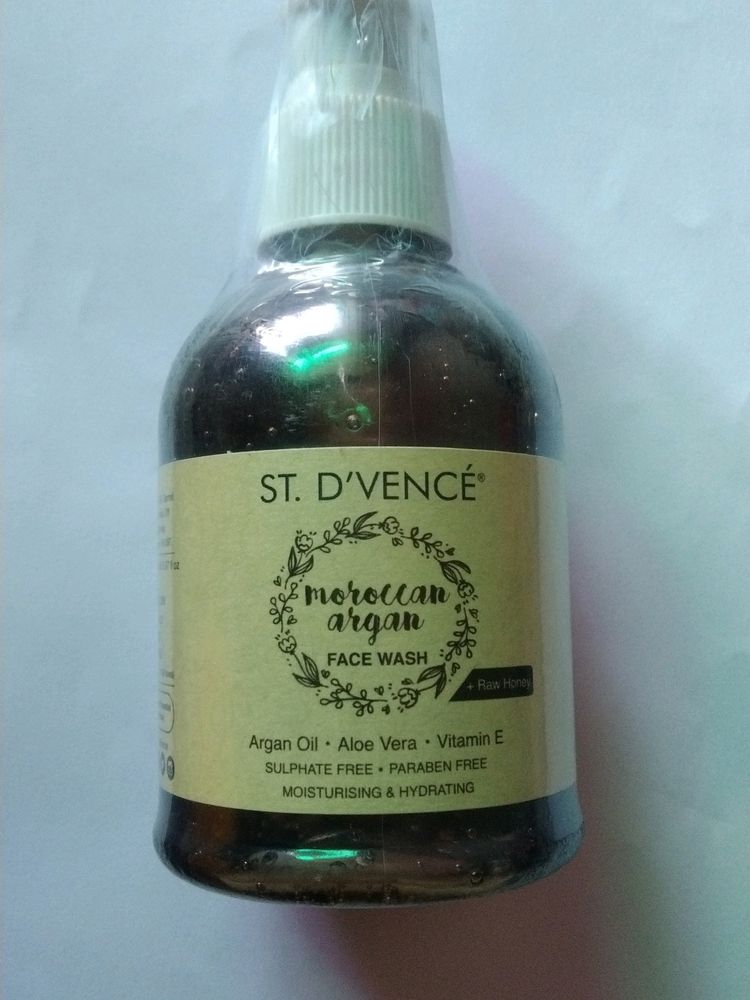 ST. D'VENCÉ®
moroccan
argan
FACE WASH
+ Raw Honey
Argan Oil • Aloe Vera • Vitamin E
SULPHATE FREE • PARABEN FREE
MOISTURISING & HYDRATING